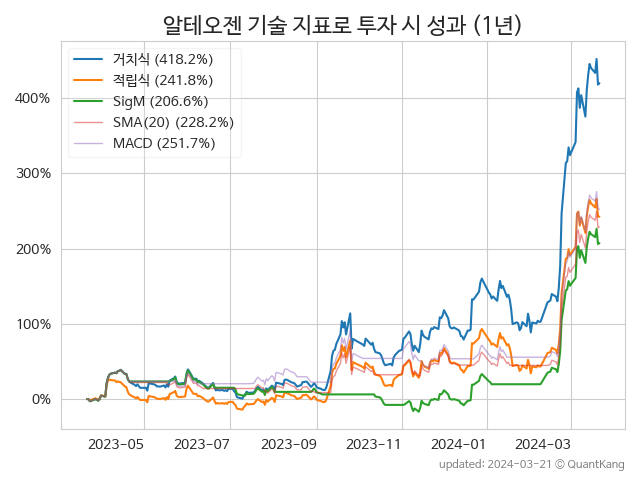 알테오젠 기술 지표로 투자 시 성과 (1년)
거치식 (418.2%)
적립식 (241.8%)
SigM (206.6%)
SMA(20) (228.2%)
MACD (251.7%)
400%
300%
200%
100%
0%
2023-05 2023-07 2023-09 2023-11 2024-01 2024-03
updated: 2024-03-21 © QuantKang